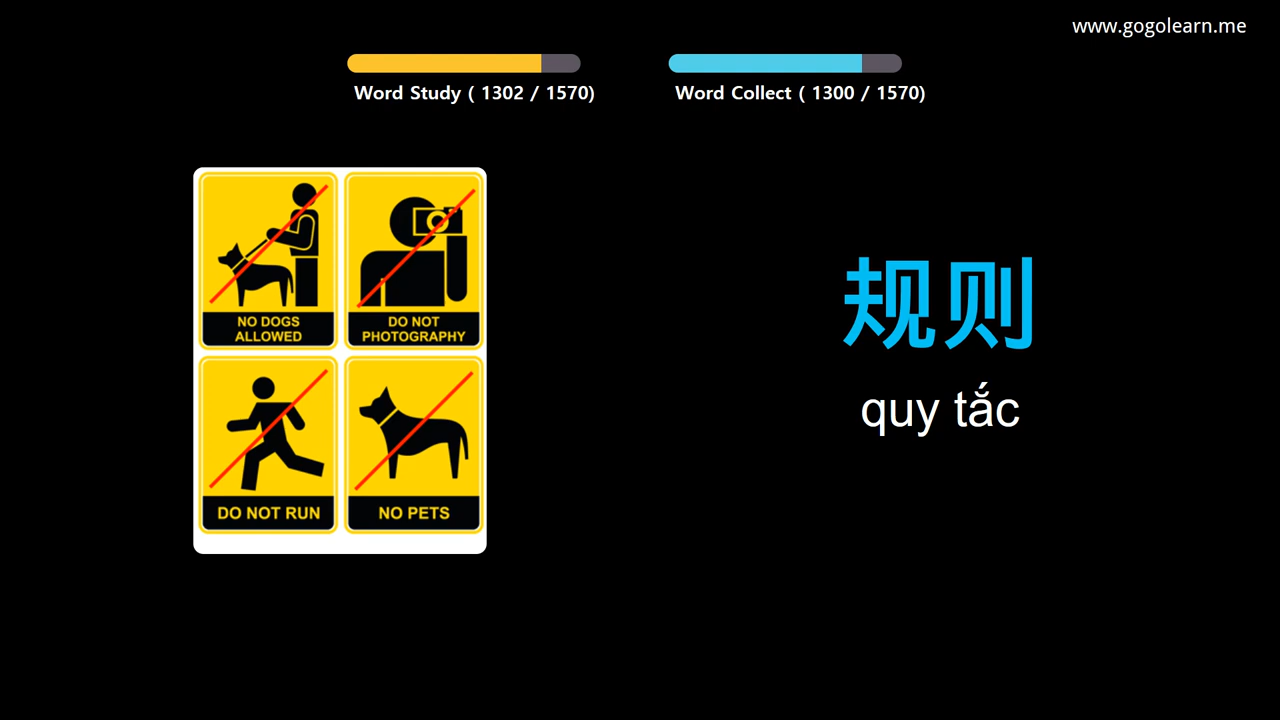 www.gogolearn.me
Word Study ( 1302 / 1570)
Word Collect ( 1300 / 1570)
NO DOGS
ALLOWED
DO NOT
PHOTOGRAPHY
DO NOT RUN
NO PETS
规则
quy tắc